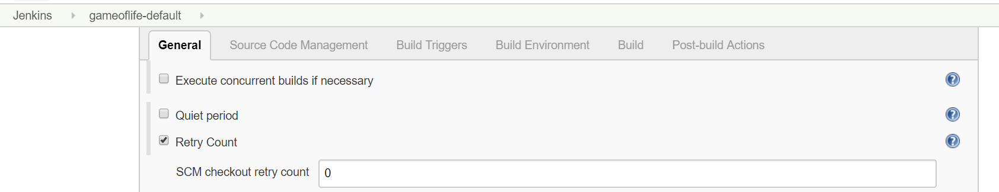 Jenkins gameoflife-default
General Source Code Management Build Triggers Build Environment Build Post-build Actions
Execute concurrent builds if necessary ?
Quiet period ?
Retry Count ?
SCM checkout retry count 0